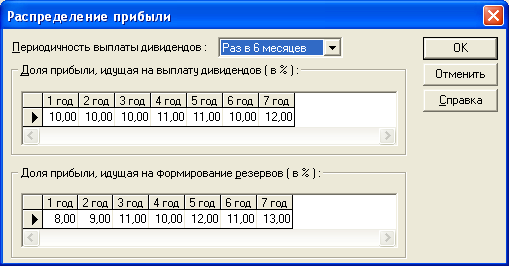 Распределение прибыли
Периодичность выплаты дивидендов : Раз в 6 месяцев
OK
Отменить
Справка
Доля прибыли, идущая на выплату дивидендов ( в % ) :
1 год 2 год 3 год 4 год 5 год 6 год 7 год
10,00 10,00 10,00 11,00 11,00 10,00 12,00
Доля прибыли, идущая на формирование резервов ( в % ) :
1 год 2 год 3 год 4 год 5 год 6 год 7 год
8,00 9,00 11,00 10,00 12,00 11,00 13,00